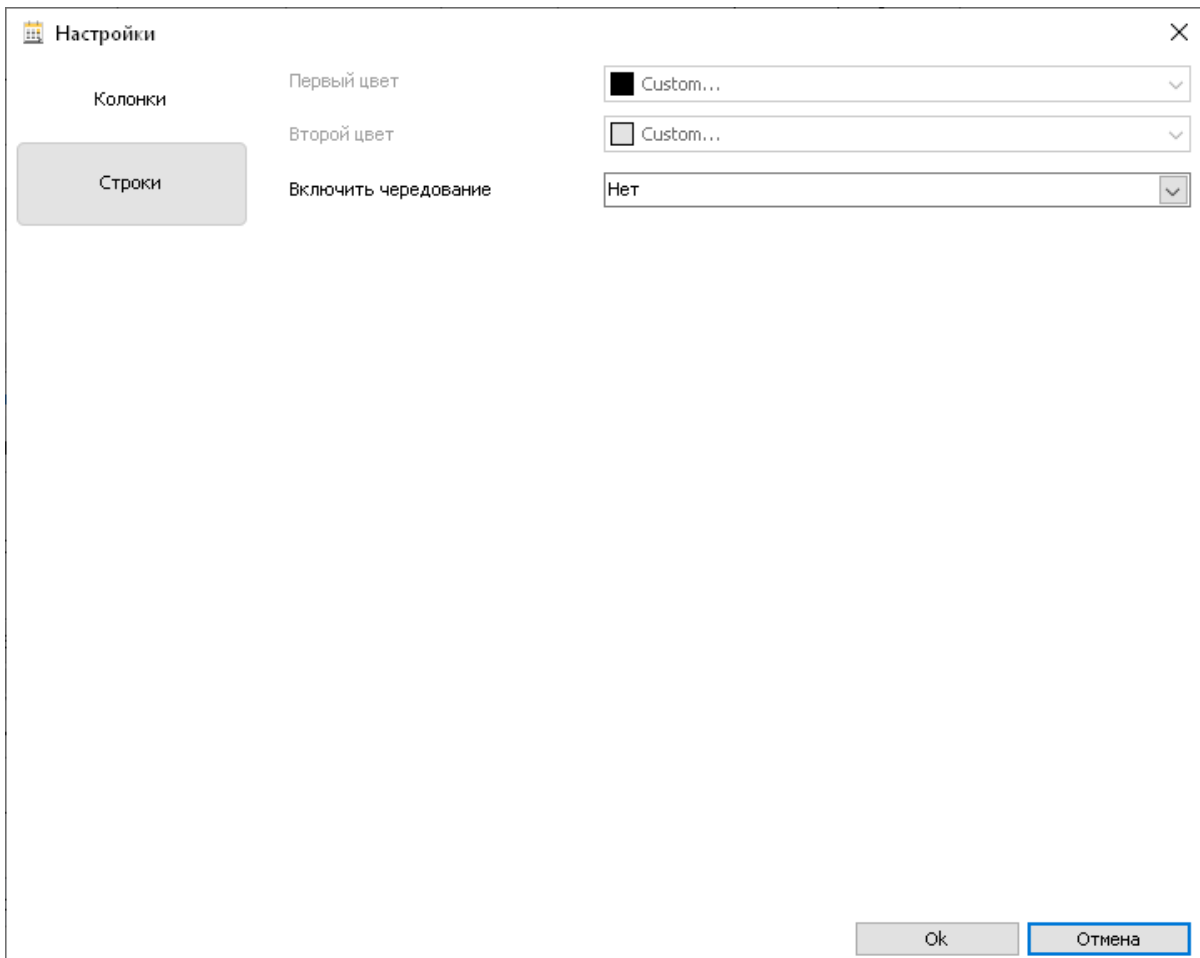 Настройки
Колонки
Строки
Первый цвет
Custom...
Второй цвет
Custom...
Включить чередование
Нет
Ok
Отмена